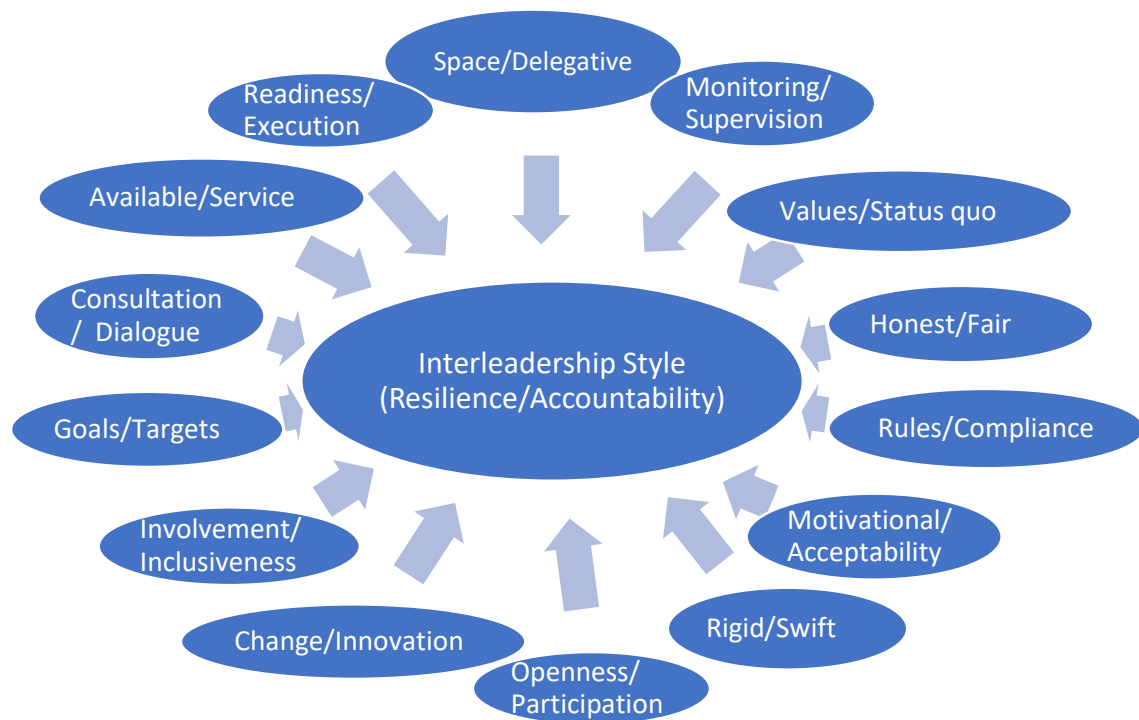 Space/Delegative
Monitoring/
Supervision
Values/Status quo
Honest/Fair
Rules/Compliance
Motivational/
Acceptability
Rigid/Swift
Openness/
Participation
Change/Innovation
Involvement/
Inclusiveness
Goals/Targets
Consultation
/ Dialogue
Available/Service
Readiness/
Execution
Interleadership Style
(Resilience/Accountability)